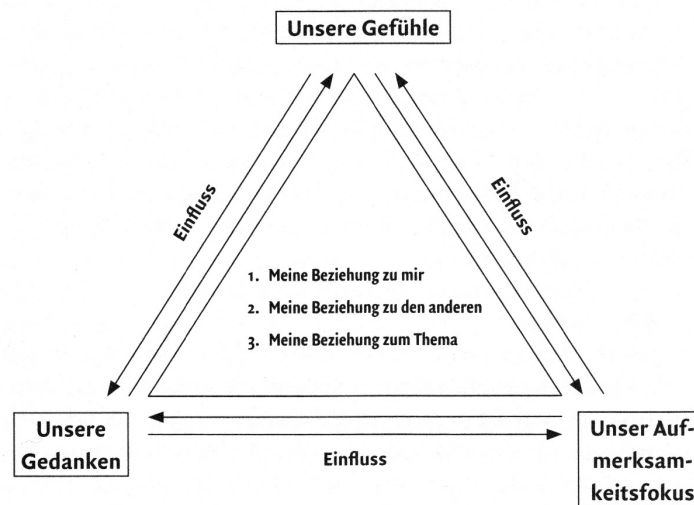 Unsere Gefühle
Einfluss
Einfluss
1. Meine Beziehung zu mir
2. Meine Beziehung zu den anderen
3. Meine Beziehung zum Thema
Unsere
Gedanken
Einfluss
Unser Auf-
merksam-
keitsfokus